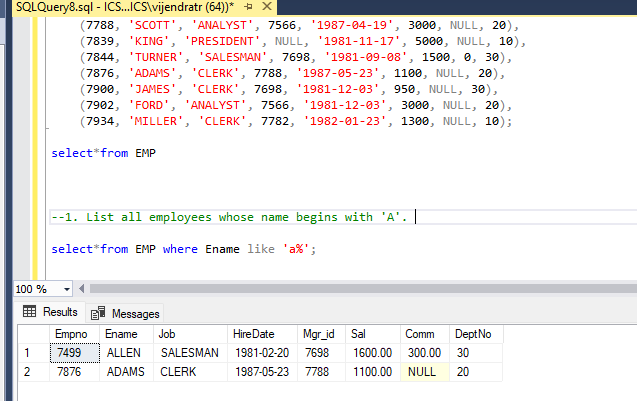 SQLQuery8.sql - ICS...ICS\vijendratr (64))*
(7788, 'SCOTT', 'ANALYST', 7566, '1987-04-19', 3000, NULL, 20),
(7839, 'KING', 'PRESIDENT', NULL, '1981-11-17', 5000, NULL, 10),
(7844, 'TURNER', 'SALESMAN', 7698, '1981-09-08', 1500, 0, 30),
(7876, 'ADAMS', 'CLERK', 7788, '1987-05-23', 1100, NULL, 20),
(7900, 'JAMES', 'CLERK', 7698, '1981-12-03', 950, NULL, 30),
(7902, 'FORD', 'ANALYST', 7566, '1981-12-03', 3000, NULL, 20),
(7934, 'MILLER', 'CLERK', 7782, '1982-01-23', 1300, NULL, 10);
select*from EMP
--1. List all employees whose name begins with 'A'.
select*from EMP where Ename like 'a%';
100 %
Results Messages
Empno Ename Job HireDate Mgr_id Sal Comm DeptNo
1 7499 ALLEN SALESMAN 1981-02-20 7698 1600.00 300.00 30
2 7876 ADAMS CLERK 1987-05-23 7788 1100.00 NULL 20